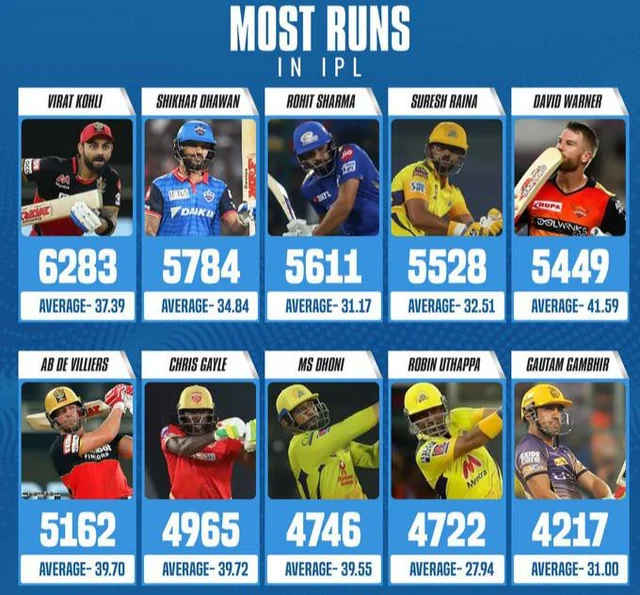 MOST RUNS
IN IPL
VIRAT KOHLI
SHIKHAR DHAWAN
ROHIT SHARMA
SURESH RAINA
DAVID WARNER
DAIKIN
KRUPA
6283
5784
5611
5528
5449
AVERAGE- 37.39
AVERAGE- 34.84
AVERAGE- 31.17
AVERAGE- 32.51
AVERAGE- 41.59
AB DE VILLIERS
CHRIS GAYLE
MS DHONI
ROBIN UTHAPPA
GAUTAM GAMBHIR
Myntra
5162
4965
4746
4722
4217
AVERAGE- 39.70
AVERAGE- 39.72
AVERAGE- 39.55
AVERAGE- 27.94
AVERAGE- 31.00